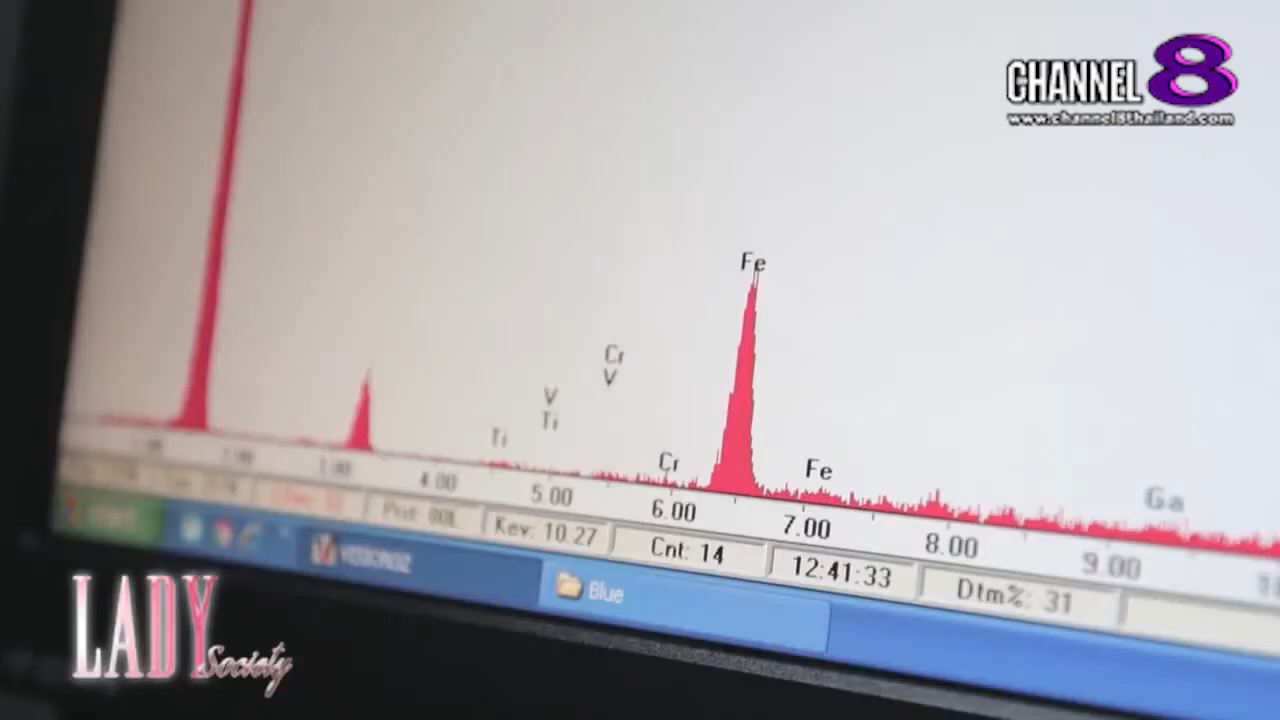 CHANNEL 8
www.channel8thailand.com
Fe
Cr
V
V
Ti
Ti
Cr
Fe
Ga
4.00
5.00
6.00
7.00
8.00
9.00
Kev: 10.27
Cnt: 14
12:41:33
Dtm%: 31
Blue
LADY
Society